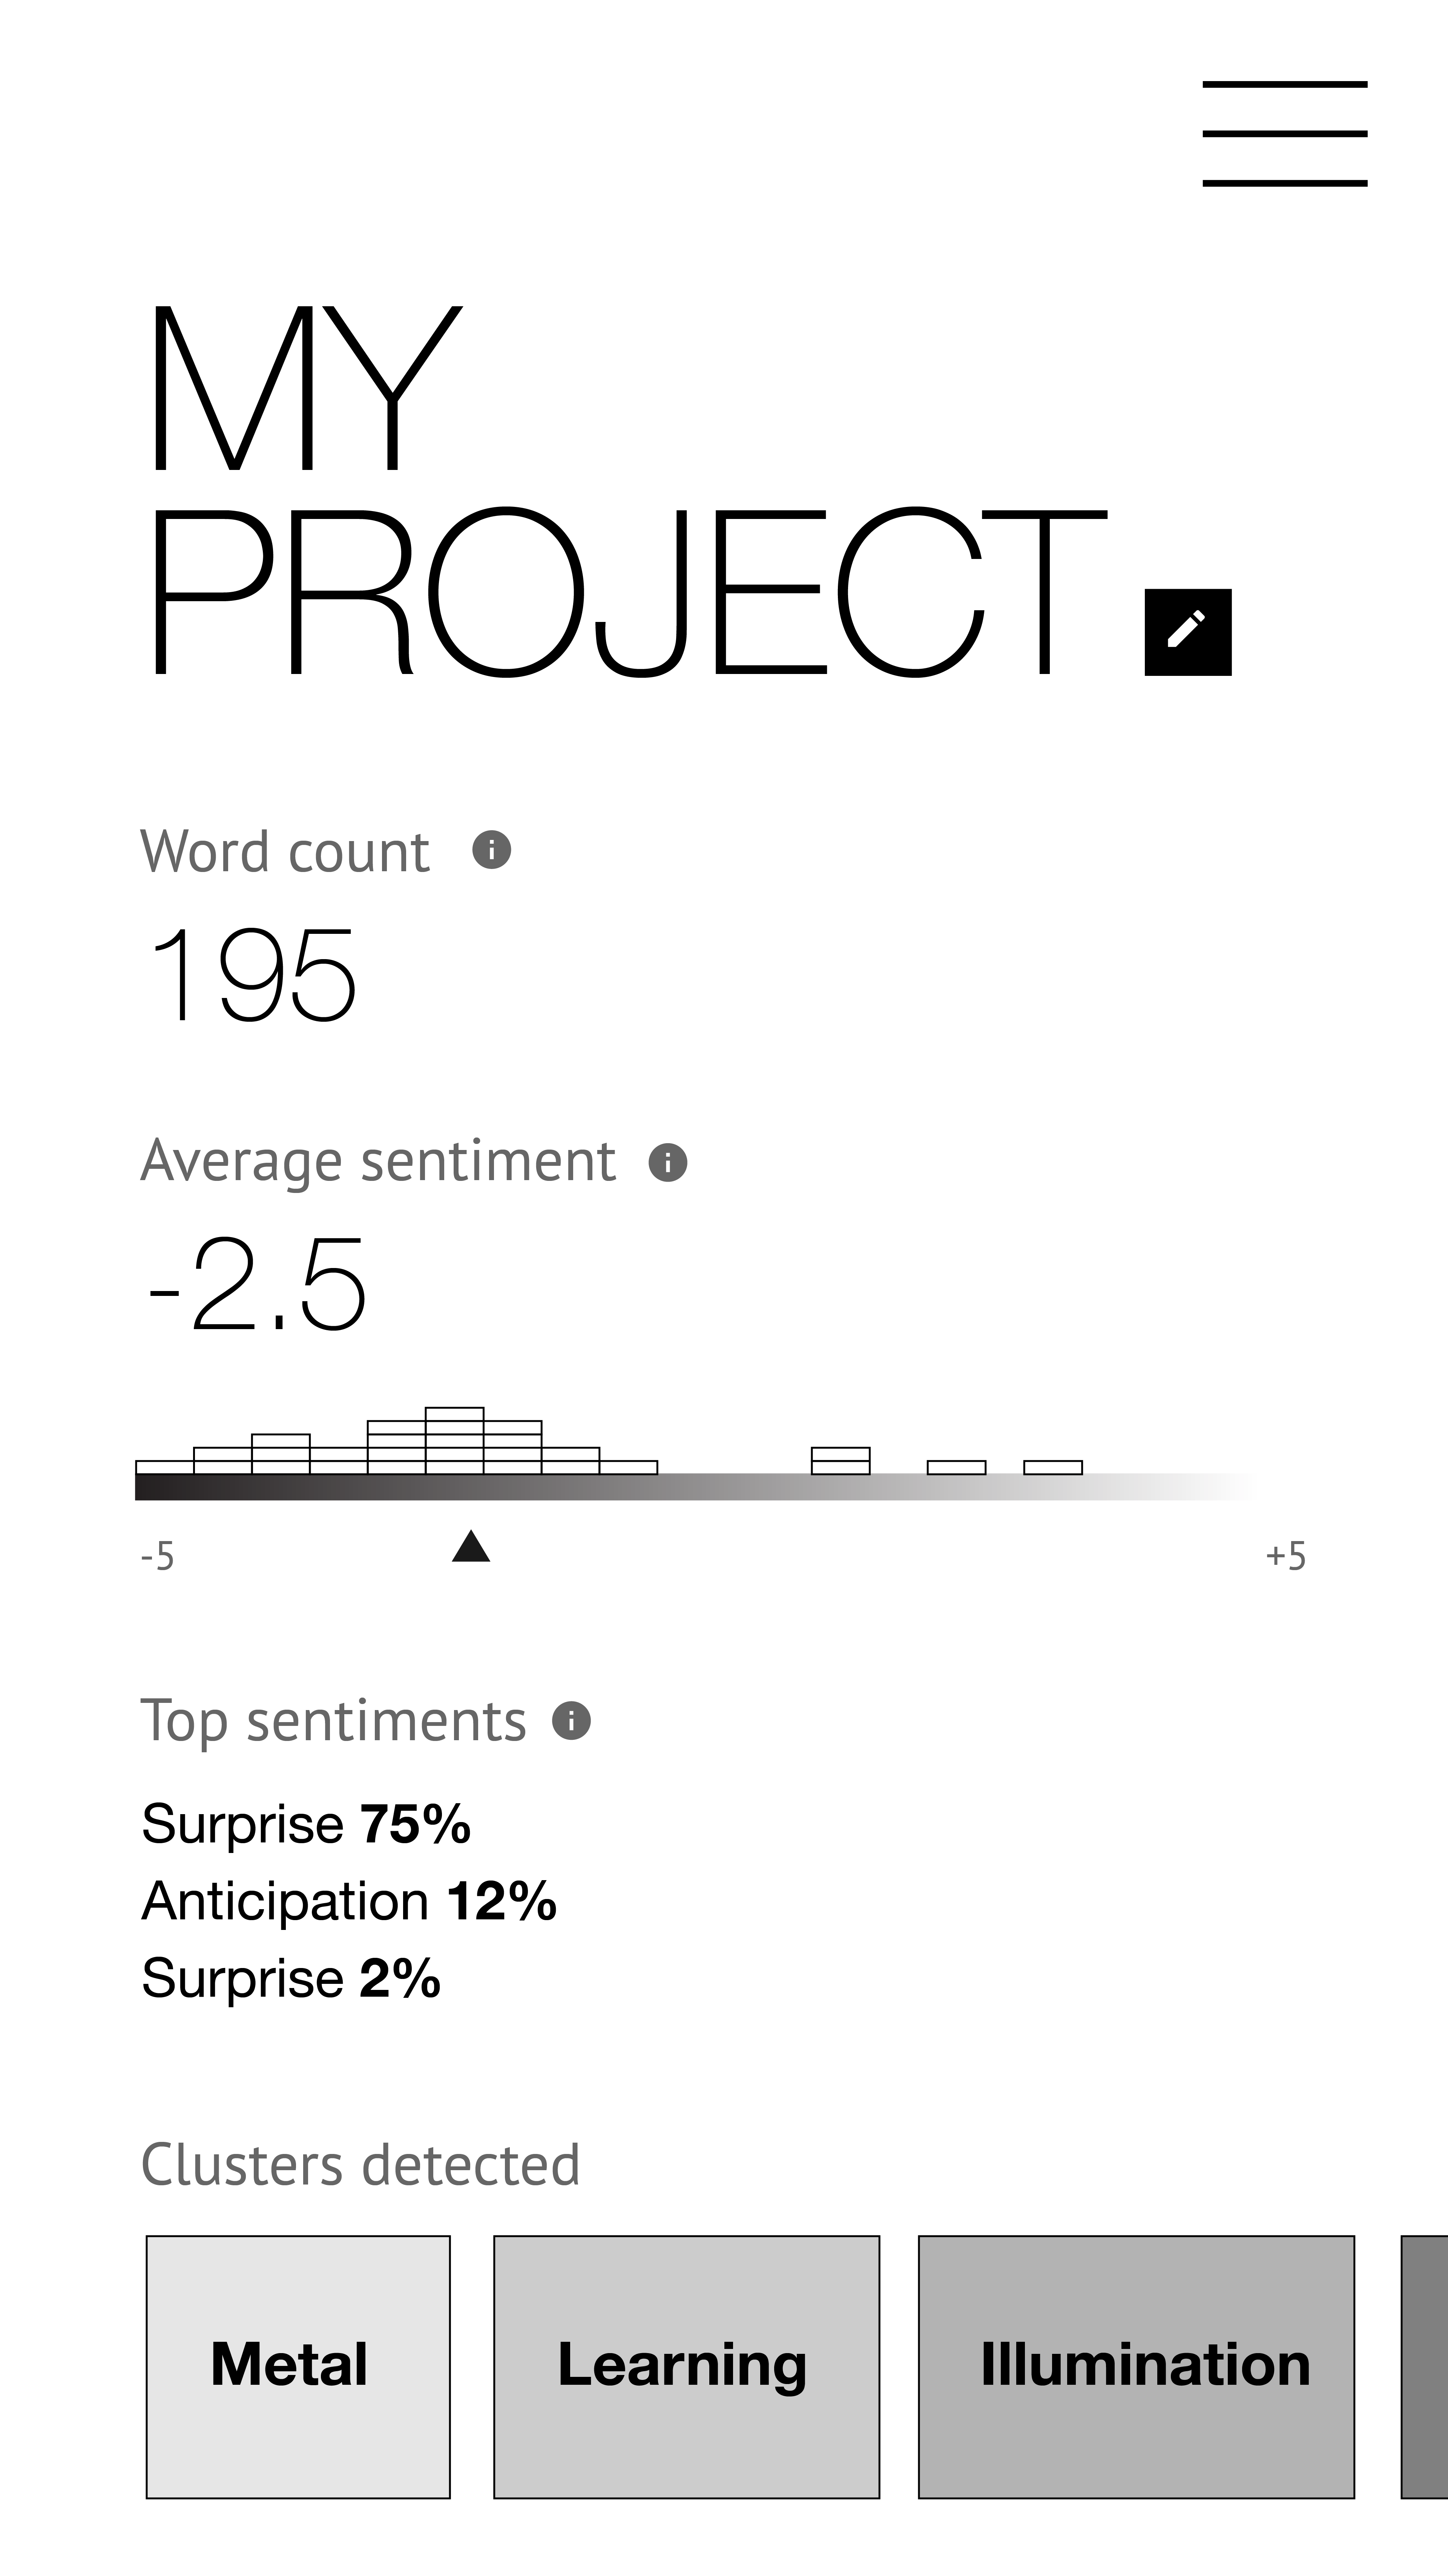 MY
PROJECT
Word count
195
Average sentiment
-2.5
-5 +5
Top sentiments
Surprise 75%
Anticipation 12%
Surprise 2%
Clusters detected
Metal Learning Illumination